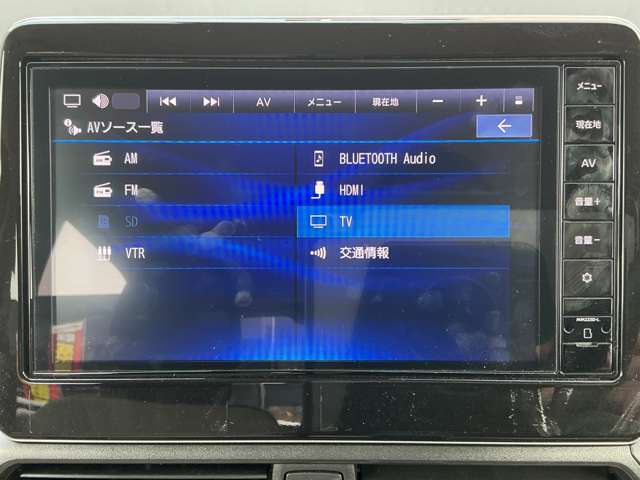 AV メニュー 現在地 － ＋
AVソース一覧
AM
FM
SD
VTR
BLUETOOTH Audio
HDMI
TV
交通情報
メニュー
現在地
AV
音量＋
音量－